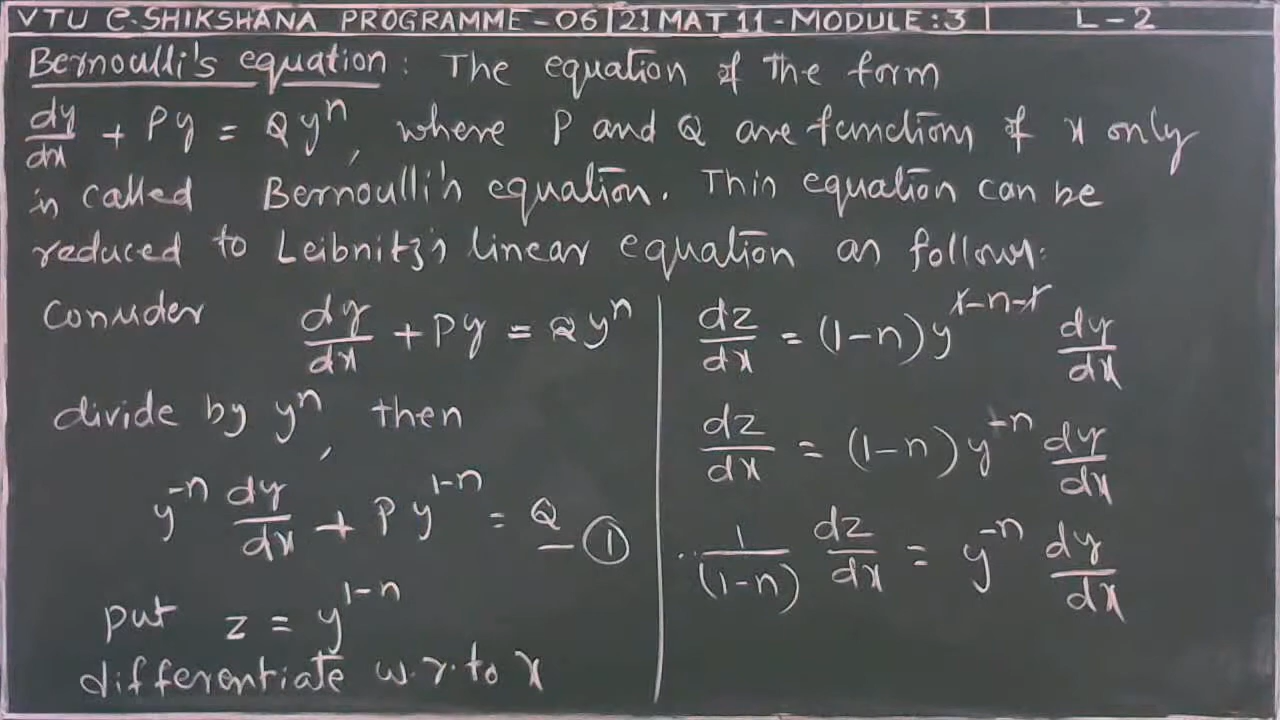 VTU e-SHIKSHANA PROGRAMME-06 | 21MAT11-MODULE:3 | L-2
Bernoulli's equation: The equation of the form
dy/dx + Py = Qy^n, where P and Q are functions of x only
is called Bernoulli's equation. This equation can be
reduced to Leibnitz's linear equation as follows:
Consider dy/dx + Py = Qy^n
divide by y^n, then
y^-n dy/dx + Py^1-n = Q — ①
put z = y^1-n
differentiate w.r.to x
dz/dx = (1-n)y^1-n-1 dy/dx
dz/dx = (1-n)y^-n dy/dx
1/(1-n) dz/dx = y^-n dy/dx